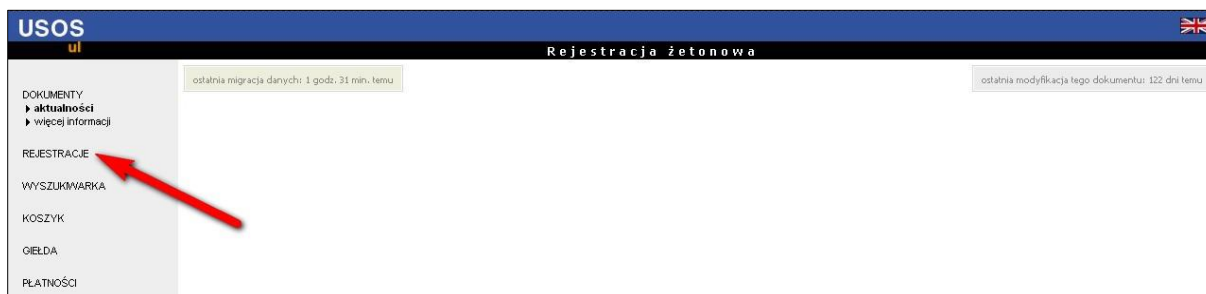 USOS
ul
Rejestracja żetonowa
ostatnia migracja danych: 1 godz. 31 min. temu
ostatnia modyfikacja tego dokumentu: 122 dni temu
DOKUMENTY
aktualności
więcej informacji
REJESTRACJE
WYSZUKIWARKA
KOSZYK
GIEŁDA
PŁATNOŚCI